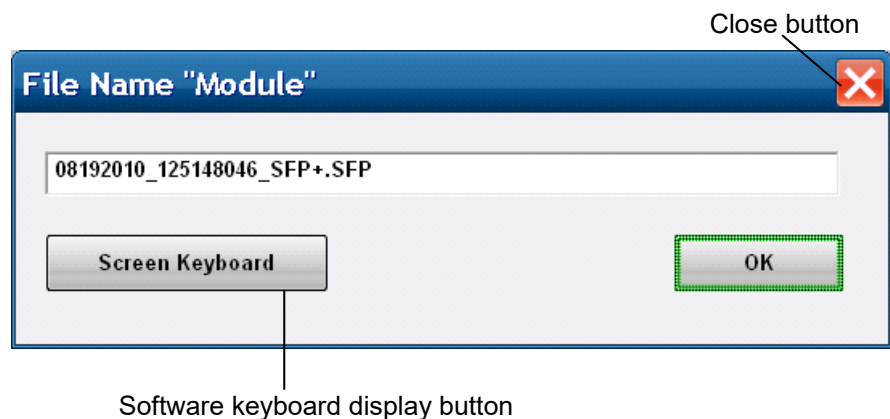 Close button
File Name "Module"
08192010_125148046_SFP+.SFP
Screen Keyboard
OK
Software keyboard display button